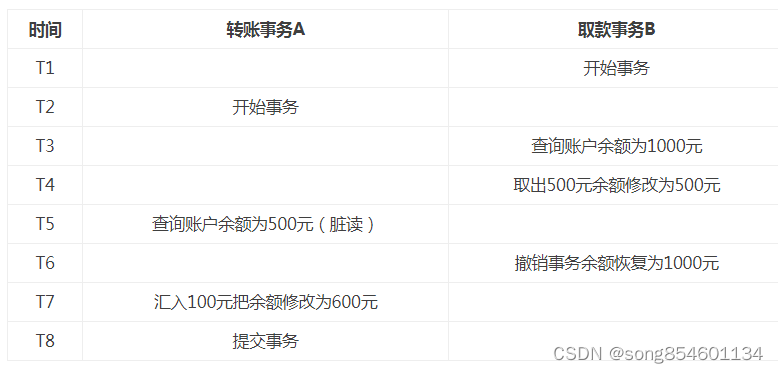 时间 转账事务A 取款事务B
T1 开始事务
T2 开始事务
T3 查询账户余额为1000元
T4 取出500元余额修改为500元
T5 查询账户余额为500元（脏读）
T6 撤销事务余额恢复为1000元
T7 汇入100元把余额修改为600元
T8 提交事务
CSDN @song854601134